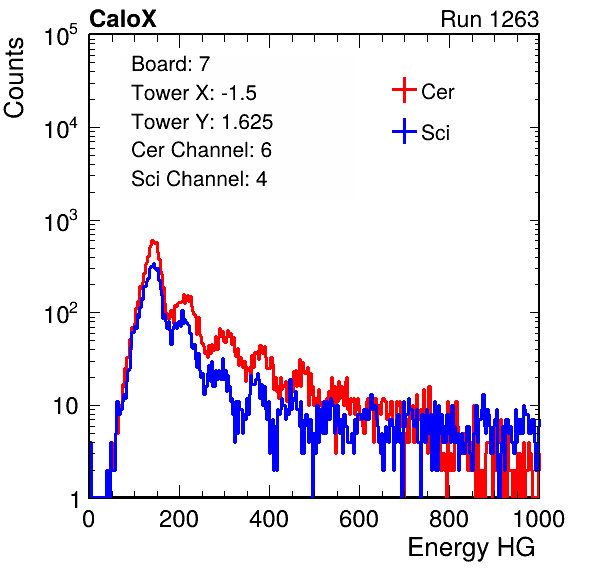 CaloX Run 1263
Counts
10^5
10^4
10^3
10^2
10
1
Board: 7
Tower X: -1.5
Tower Y: 1.625
Cer Channel: 6
Sci Channel: 4
Cer
Sci
0 200 400 600 800 1000
Energy HG